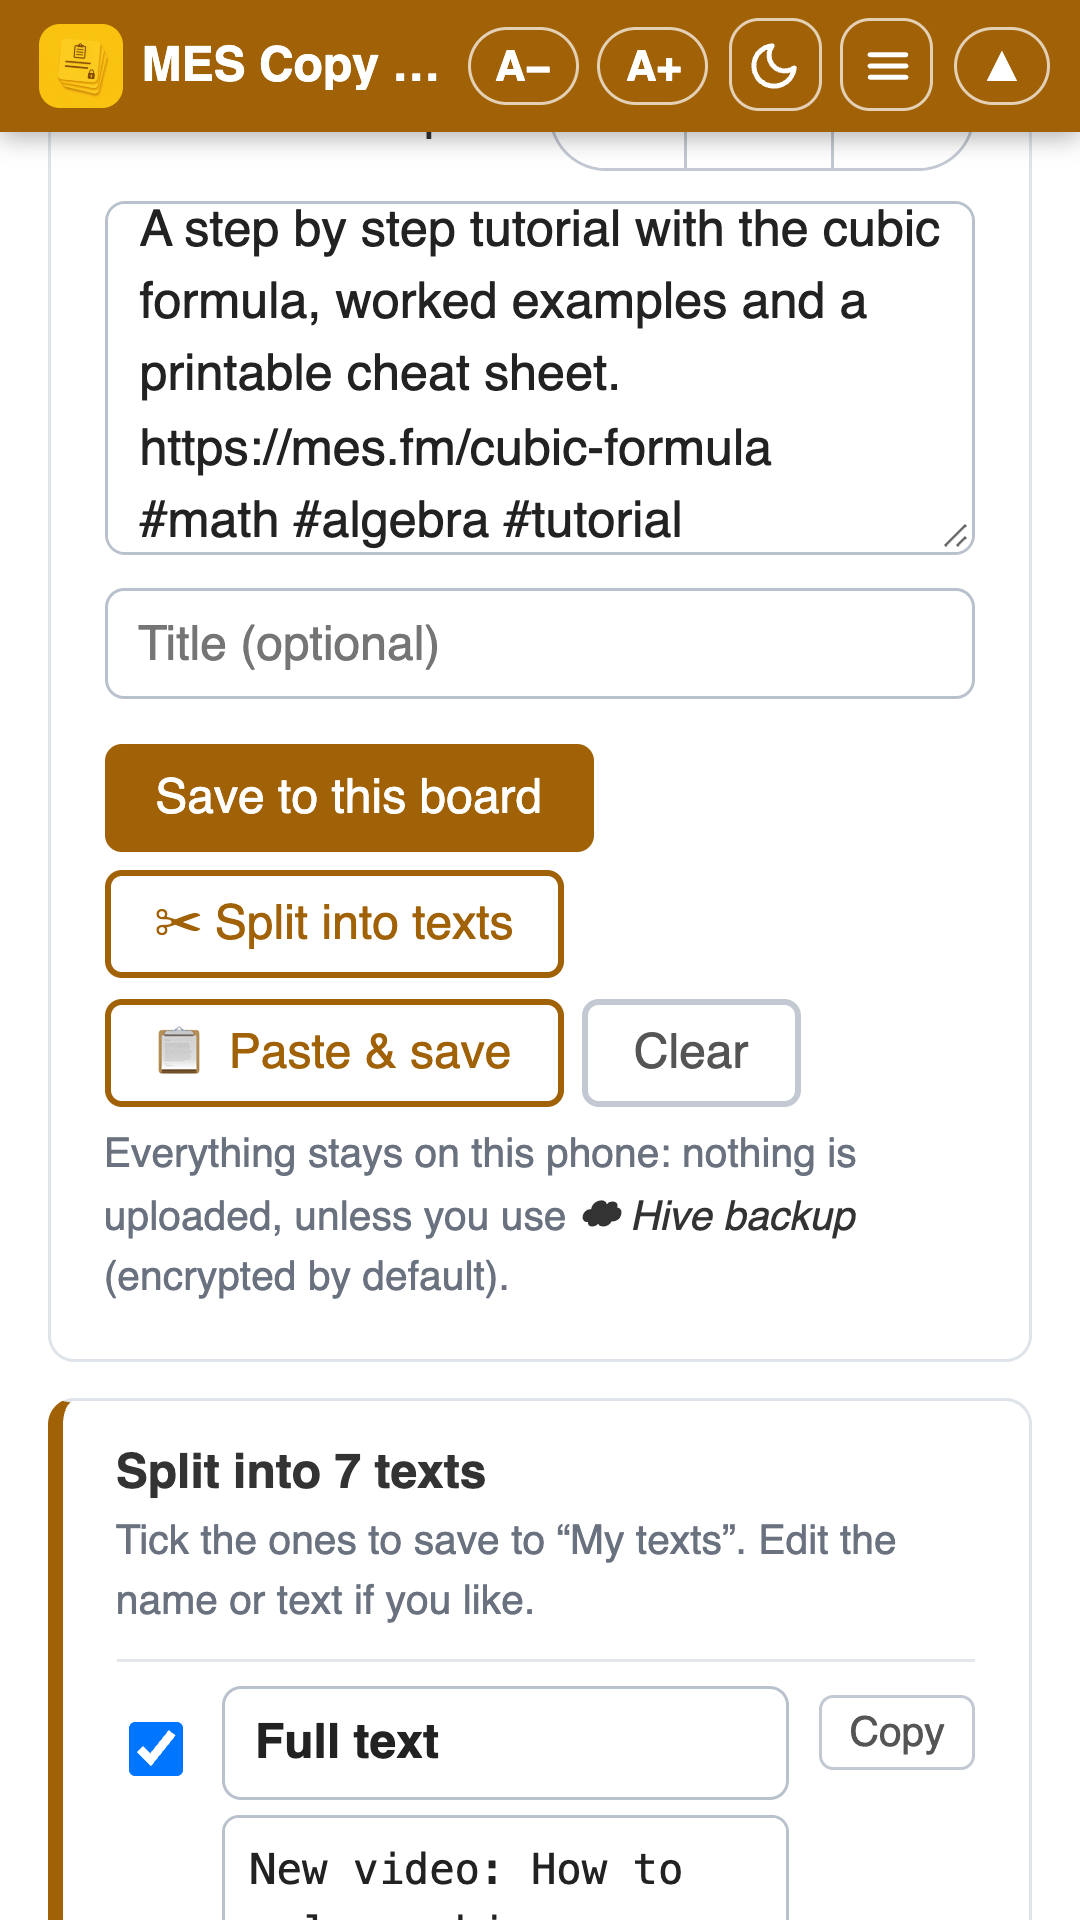 MES Copy ...
A−
A+
▲
A step by step tutorial with the cubic
formula, worked examples and a
printable cheat sheet.
https://mes.fm/cubic-formula
#math #algebra #tutorial
Title (optional)
Save to this board
✂ Split into texts
📋 Paste & save
Clear
Everything stays on this phone: nothing is
uploaded, unless you use ☁ Hive backup
(encrypted by default).
Split into 7 texts
Tick the ones to save to “My texts”. Edit the
name or text if you like.
Full text
Copy
New video: How to